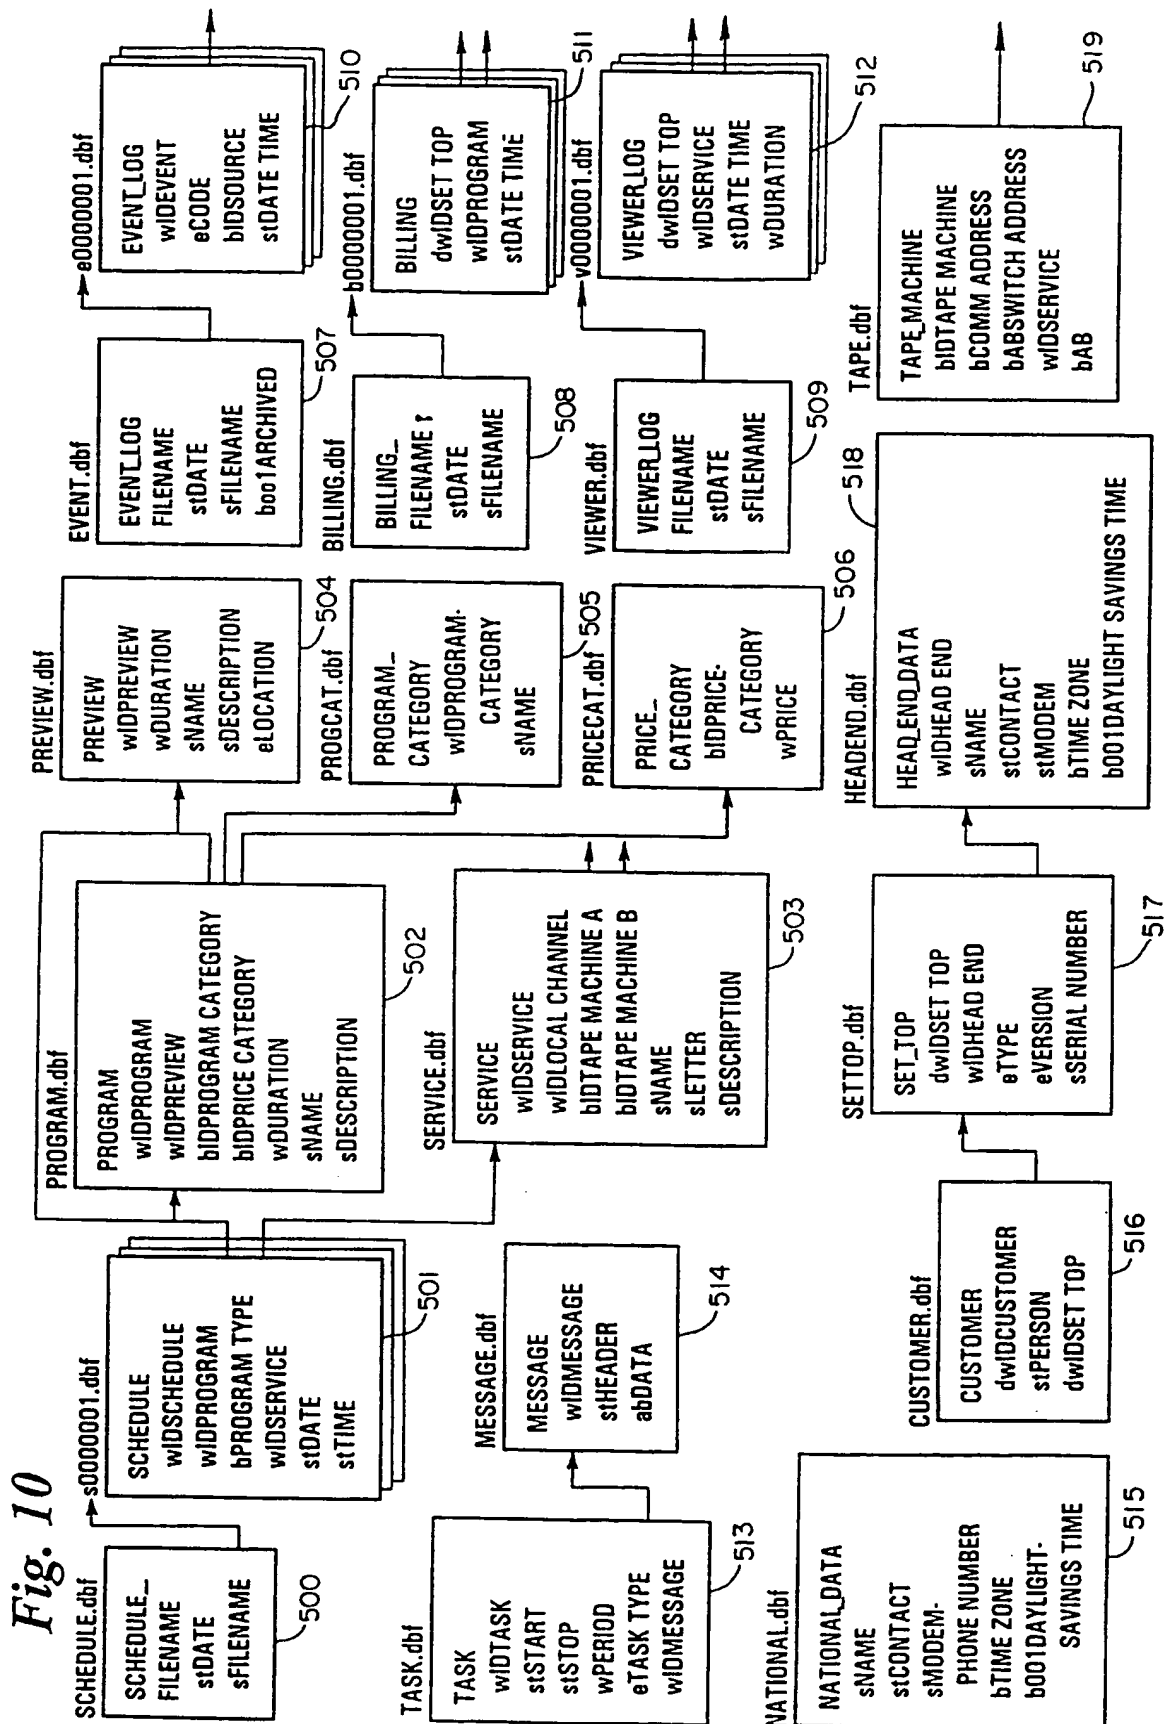 Fig. 10
SCHEDULE.dbf
SCHEDULE_
FILENAME
stDATE
sFILENAME
500
s000001.dbf
SCHEDULE
wIDSCHEDULE
wIDPROGRAM
bPROGRAM TYPE
wIDSERVICE
stDATE
stTIME
501
PROGRAM.dbf
PROGRAM
wIDPROGRAM
wIDPREVIEW
bIDPROGRAM CATEGORY
bIDPRICE CATEGORY
wDURATION
sNAME
sDESCRIPTION
502
SERVICE.dbf
SERVICE
wIDSERVICE
wIDLOCAL CHANNEL
bIDTAPE MACHINE A
bIDTAPE MACHINE B
sNAME
sLETTER
sDESCRIPTION
503
PREVIEW.dbf
PREVIEW
wIDPREVIEW
wDURATION
sNAME
sDESCRIPTION
eLOCATION
504
PROGCAT.dbf
PROGRAM_
CATEGORY
wIDPROGRAM-
CATEGORY
sNAME
505
PRICECAT.dbf
PRICE_
CATEGORY
bIDPRICE-
CATEGORY
wPRICE
506
EVENT.dbf
EVENT_LOG
FILENAME
stDATE
sFILENAME
boo1ARCHIVED
507
BILLING.dbf
BILLING_
FILENAME
stDATE
sFILENAME
508
VIEWER.dbf
VIEWER_LOG
FILENAME
stDATE
sFILENAME
509
e000001.dbf
EVENT_LOG
wIDEVENT
eCODE
bIDSOURCE
stDATE TIME
510
b000001.dbf
BILLING
dwIDSET TOP
wIDPROGRAM
stDATE TIME
511
v000001.dbf
VIEWER_LOG
dwIDSET TOP
wIDSERVICE
stDATE TIME
wDURATION
512
TASK.dbf
TASK
wIDTASK
stSTART
stSTOP
wPERIOD
eTASK TYPE
wIDMESSAGE
513
MESSAGE.dbf
MESSAGE
wIDMESSAGE
stHEADER
abDATA
514
NATIONAL.dbf
NATIONAL_DATA
sNAME
stCONTACT
sMODEM-
PHONE NUMBER
bTIME ZONE
b001DAYLIGHT-
SAVINGS TIME
515
CUSTOMER.dbf
CUSTOMER
dwIDCUSTOMER
stPERSON
dwIDSET TOP
516
SETTOP.dbf
SET_TOP
dwIDSET TOP
wIDHEAD END
eTYPE
eVERSION
sSERIAL NUMBER
517
HEADEND.dbf
HEAD_END_DATA
wIDHEAD END
sNAME
stCONTACT
stMODEM
bTIME ZONE
b001DAYLIGHT SAVINGS TIME
518
TAPE.dbf
TAPE_MACHINE
bIDTAPE MACHINE
bCOMM ADDRESS
bABSWITCH ADDRESS
wIDSERVICE
bAB
519